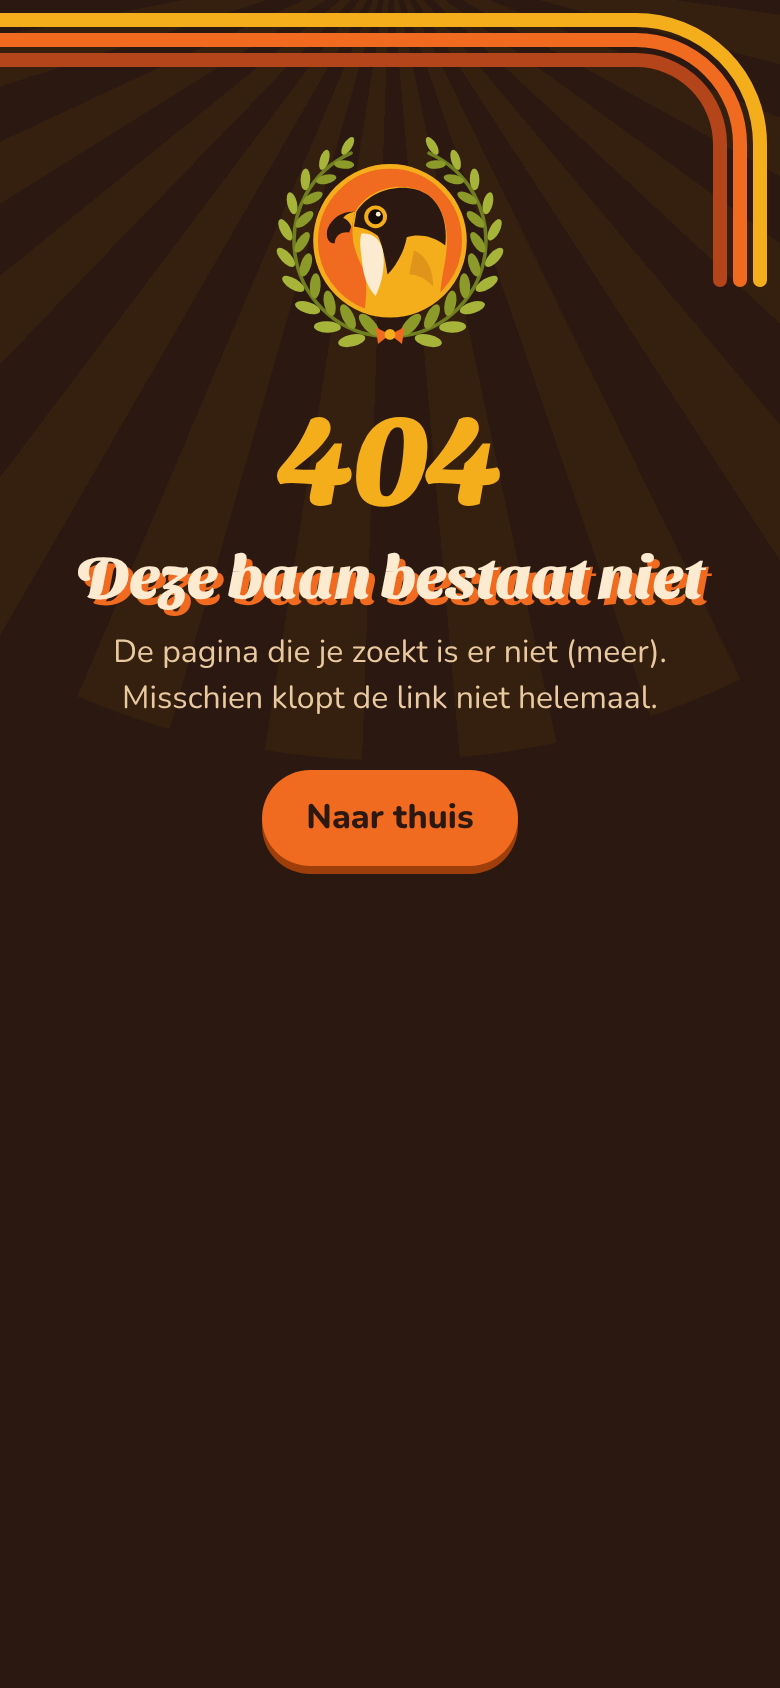 404
Deze baan bestaat niet
De pagina die je zoekt is er niet (meer).
Misschien klopt de link niet helemaal.
Naar thuis